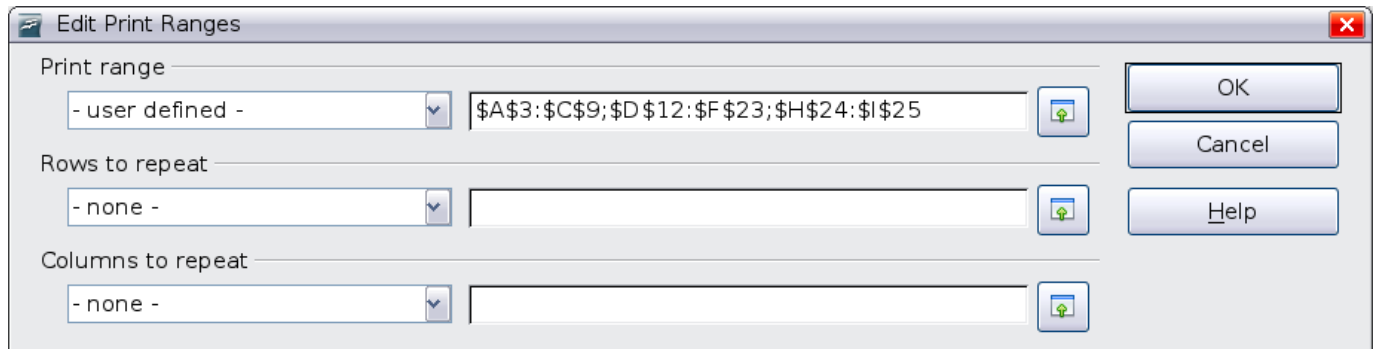 Edit Print Ranges
Print range
- user defined - $A$3:$C$9;$D$12:$F$23;$H$24:$I$25
OK
Cancel
Rows to repeat
- none -
Help
Columns to repeat
- none -